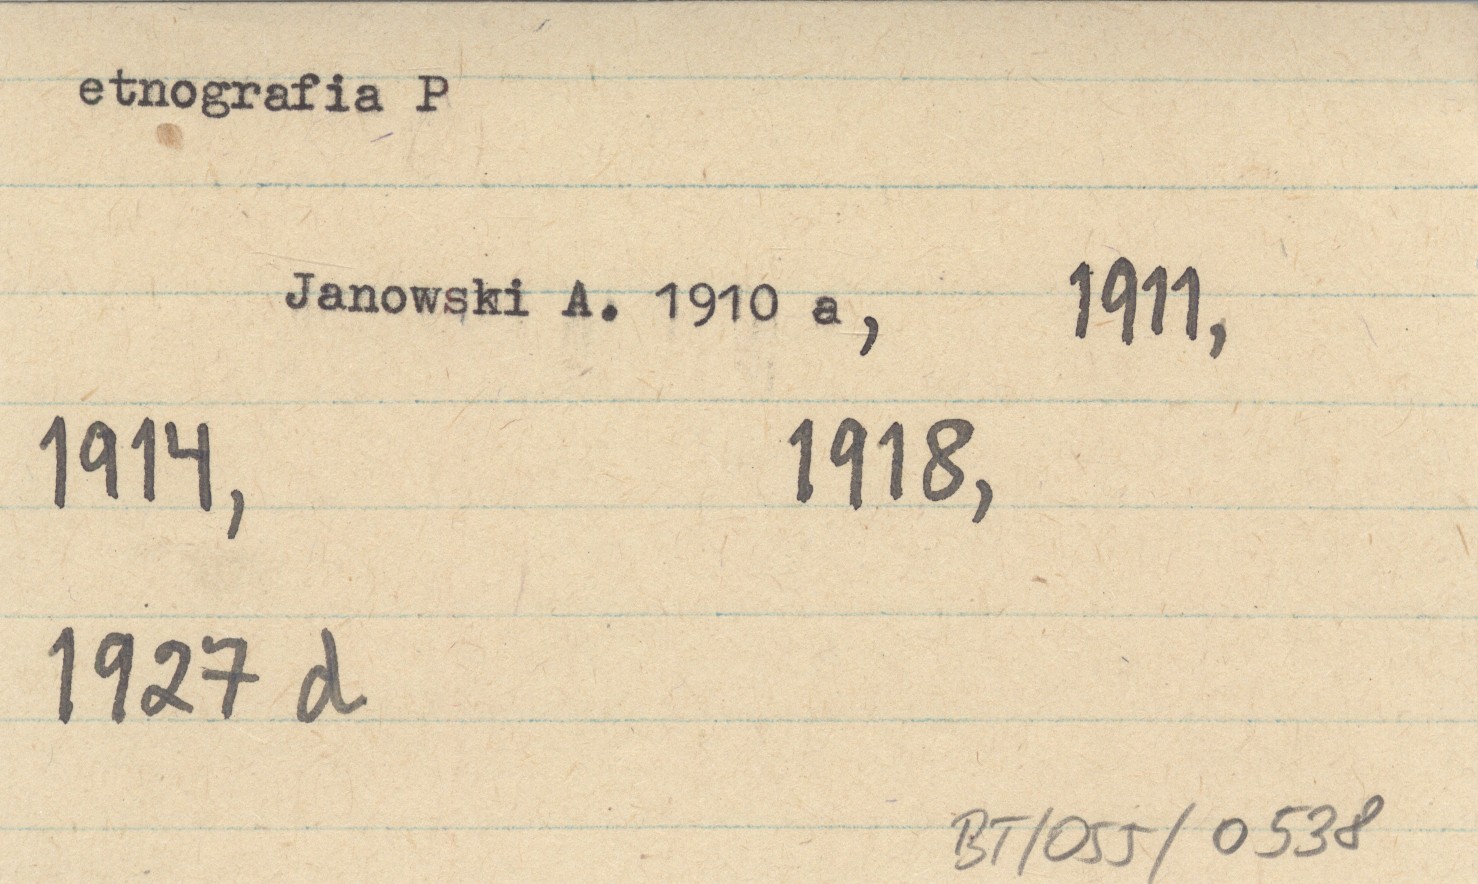 etnografia P
Janowski A. 1910 a, 1911,
1914, 1918,
1927 d
BT/055/0538